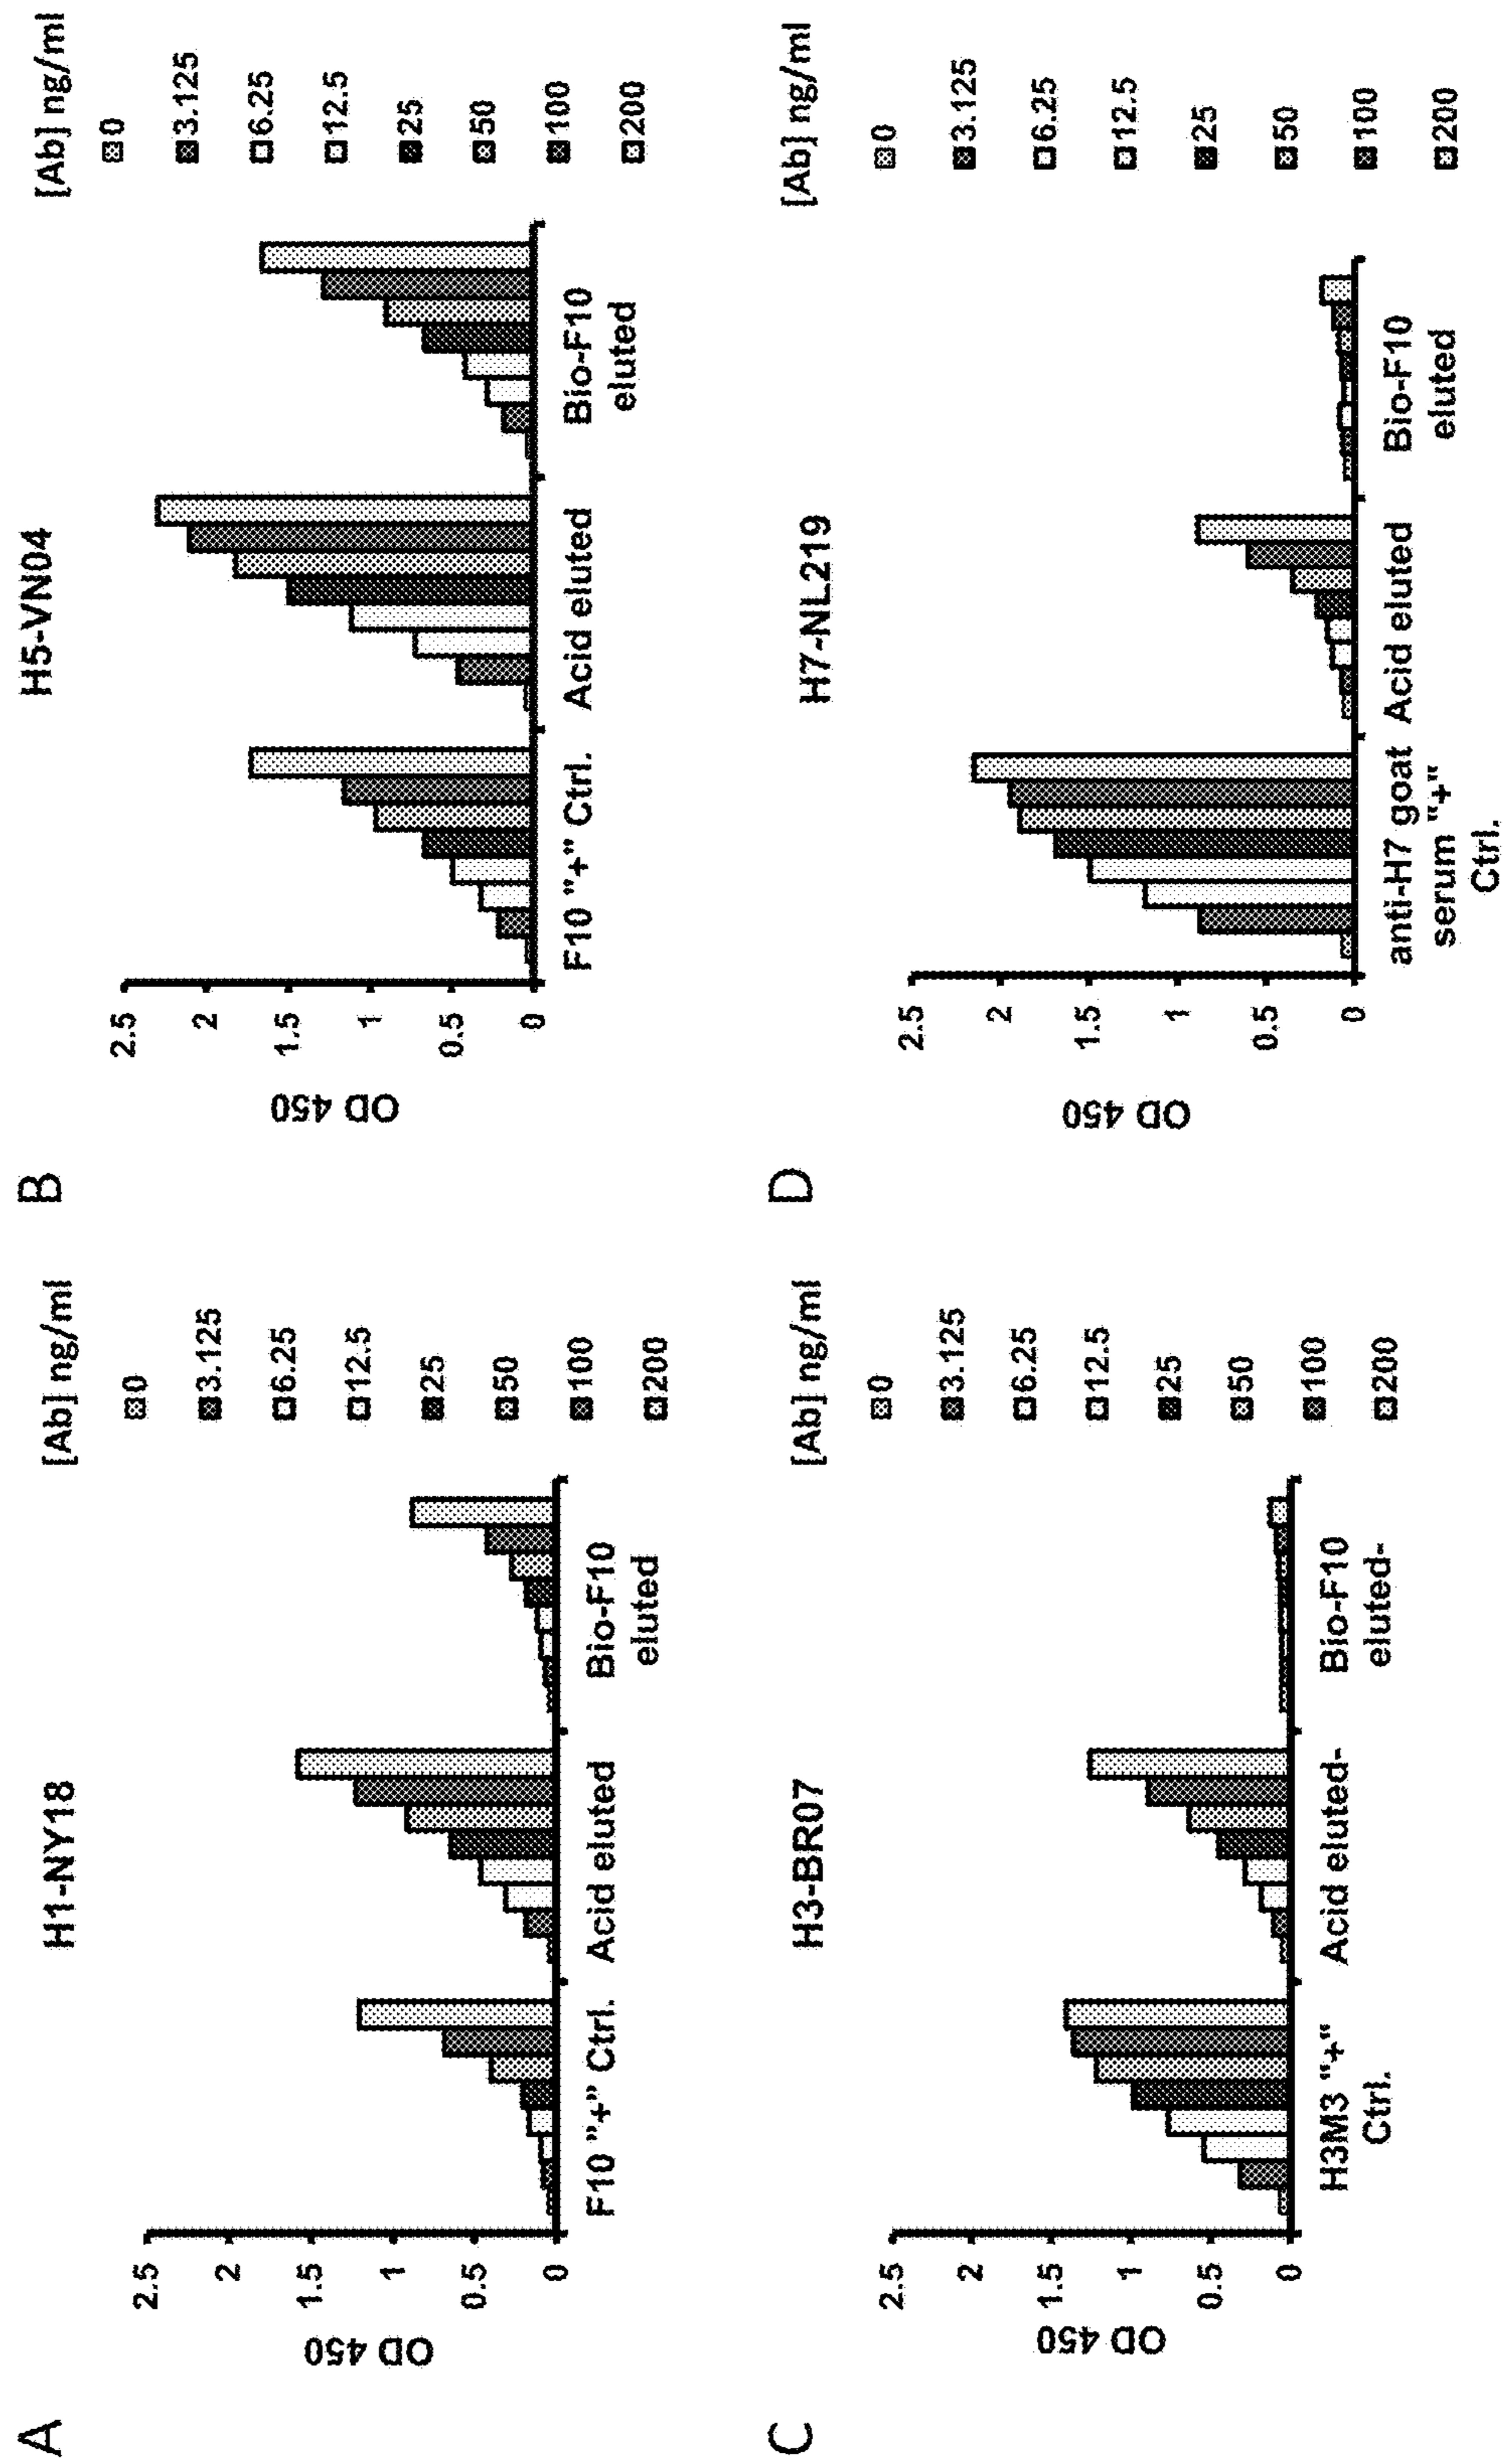 A
H1-NY18
OD 450
2.5
2
1.5
1
0.5
0
F10 "+" Ctrl.
Acid eluted
Bio-F10
eluted
[Ab] ng/ml
0
3.125
6.25
12.5
25
50
100
200
B
H5-VN04
OD 450
2.5
2
1.5
1
0.5
0
F10 "+" Ctrl.
Acid eluted
Bio-F10
eluted
[Ab] ng/ml
0
3.125
6.25
12.5
25
50
100
200
C
H3-BR07
OD 450
2.5
2
1.5
1
0.5
0
H3M3 "+"
Ctrl.
Acid eluted-
Bio-F10
eluted-
[Ab] ng/ml
0
3.125
6.25
12.5
25
50
100
200
D
H7-NL219
OD 450
2.5
2
1.5
1
0.5
0
anti-H7 goat
serum "+"
Ctrl.
Acid eluted
Bio-F10
eluted
[Ab] ng/ml
0
3.125
6.25
12.5
25
50
100
200